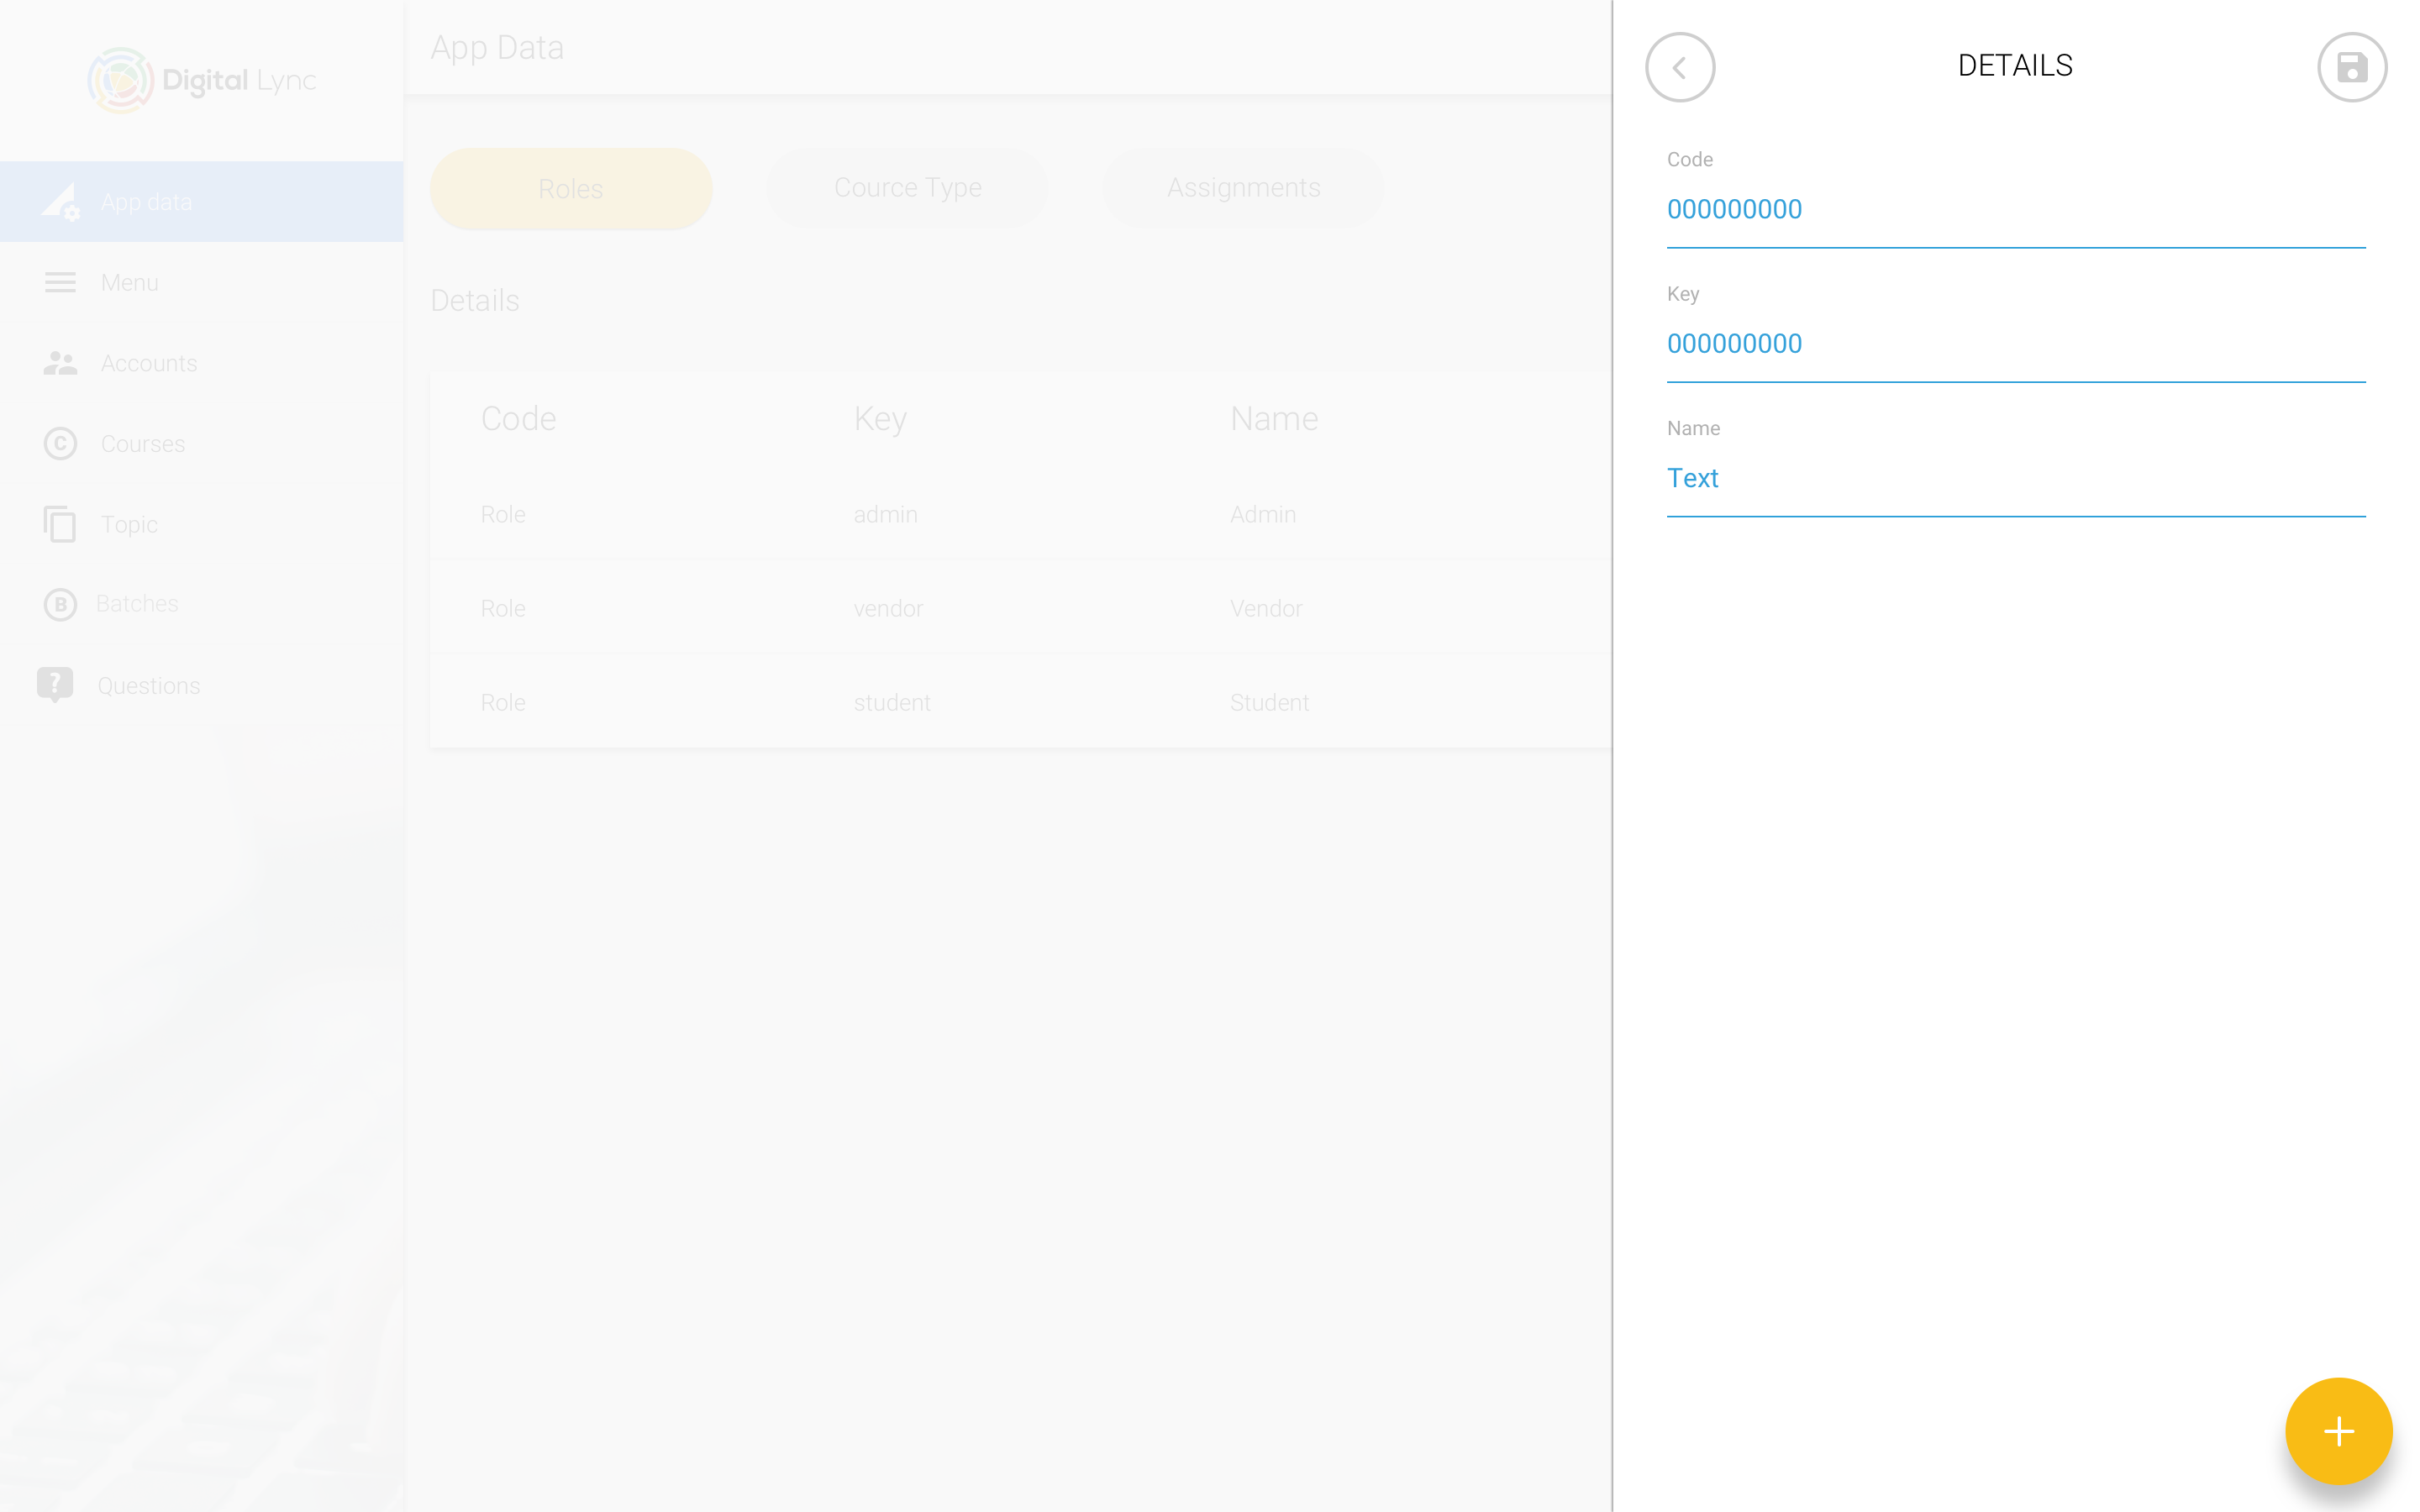 Digital Lync
App data
Menu
Accounts
C
Courses
Topic
B
Batches
?
Questions
App Data
Roles
Cource Type
Assignments
Details
Code Key Name
Role admin Admin
Role vendor Vendor
Role student Student
DETAILS
Code
000000000
Key
000000000
Name
Text